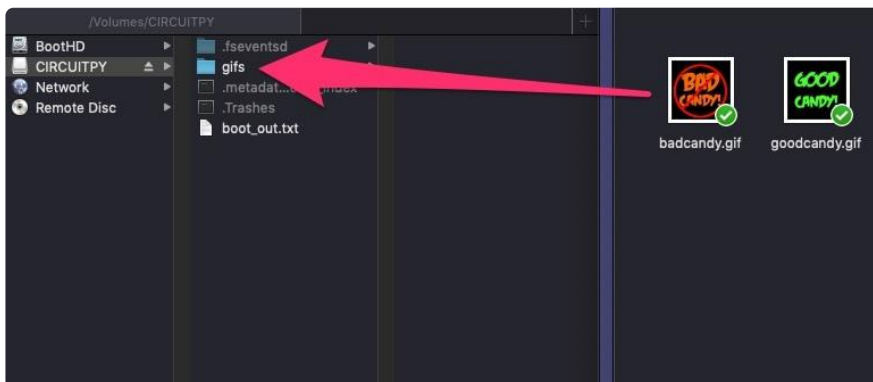 /Volumes/CIRCUITPY
BootHD
CIRCUITPY
Network
Remote Disc
.fseventsd
gifs
.metadat...
index
.Trashes
boot_out.txt
BAD
CANDY!
badcandy.gif
GOOD
CANDY!
goodcandy.gif